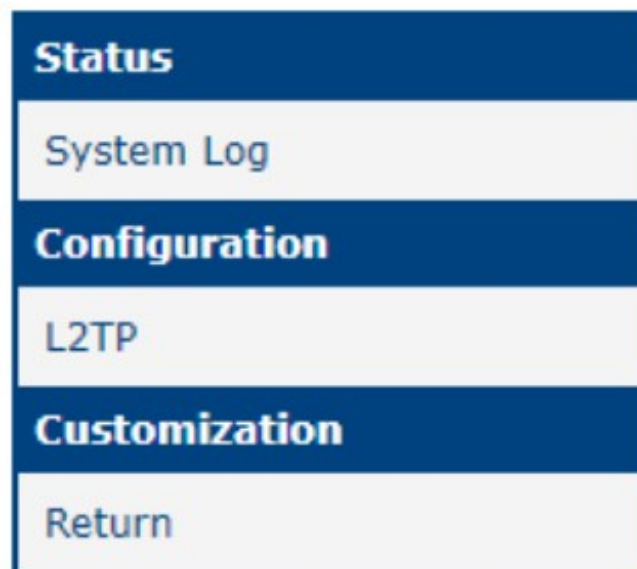 Status
System Log
Configuration
L2TP
Customization
Return